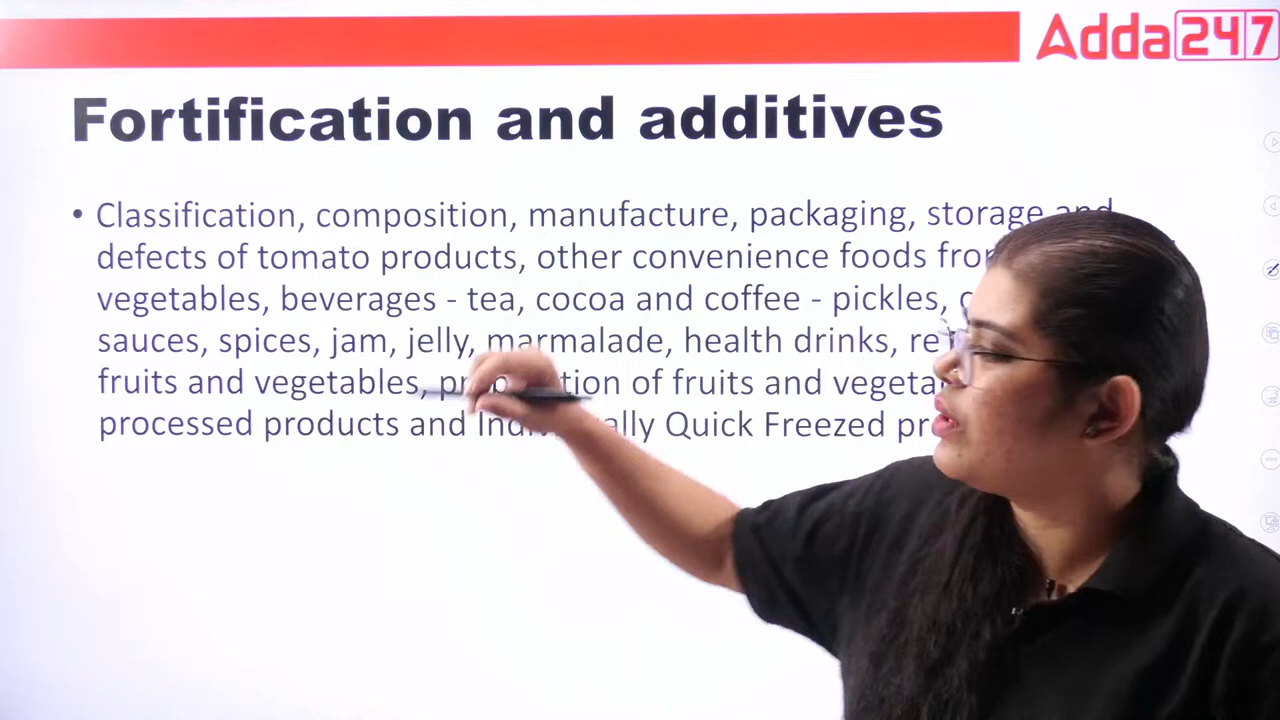 Adda247
Fortification and additives
• Classification, composition, manufacture, packaging, storage and
defects of tomato products, other convenience foods
vegetables, beverages - tea, cocoa and coffee - pickles,
sauces, spices, jam, jelly, marmalade, health drinks,
fruits and vegetables, of fruits and
processed products and Quick Freezed